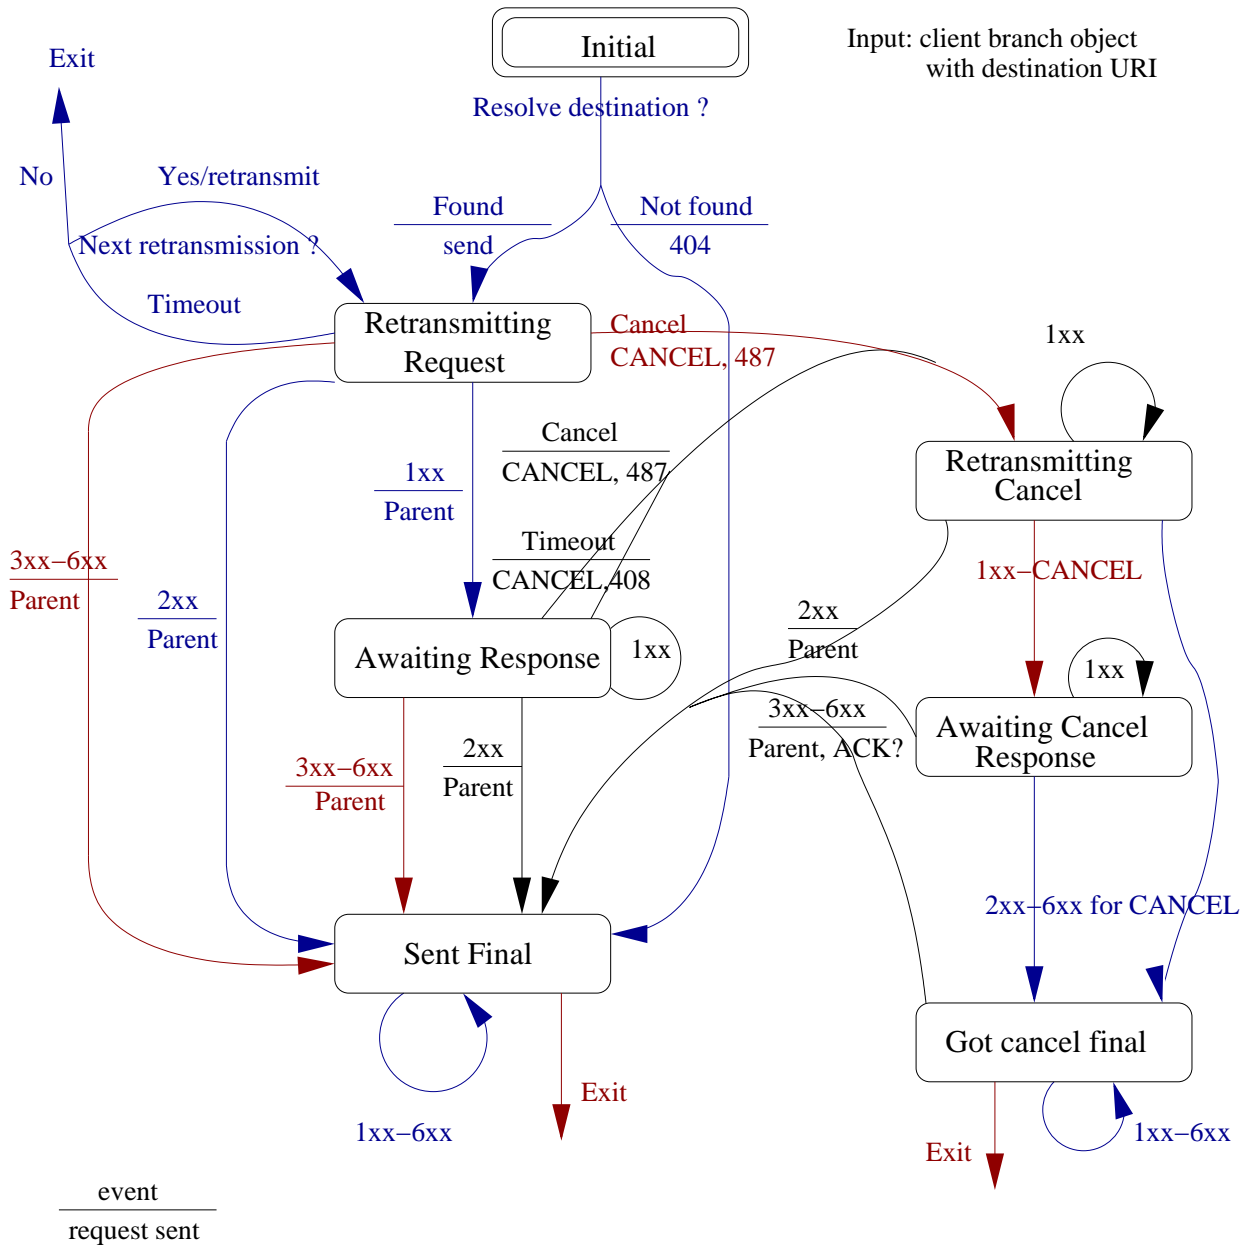 Initial
Input: client branch object
with destination URI
Exit
Resolve destination ?
No
Yes/retransmit
Found
send
Not found
404
Next retransmission ?
Timeout
Retransmitting
Request
Cancel
CANCEL, 487
1xx
Cancel
CANCEL, 487
Retransmitting
Cancel
1xx
Parent
Timeout
CANCEL,408
3xx−6xx
Parent
2xx
Parent
1xx−CANCEL
2xx
Parent
Awaiting Response
1xx
1xx
3xx−6xx
Parent, ACK?
Awaiting Cancel
Response
3xx−6xx
Parent
2xx
Parent
2xx−6xx for CANCEL
Sent Final
Got cancel final
Exit
1xx−6xx
Exit
1xx−6xx
event
request sent